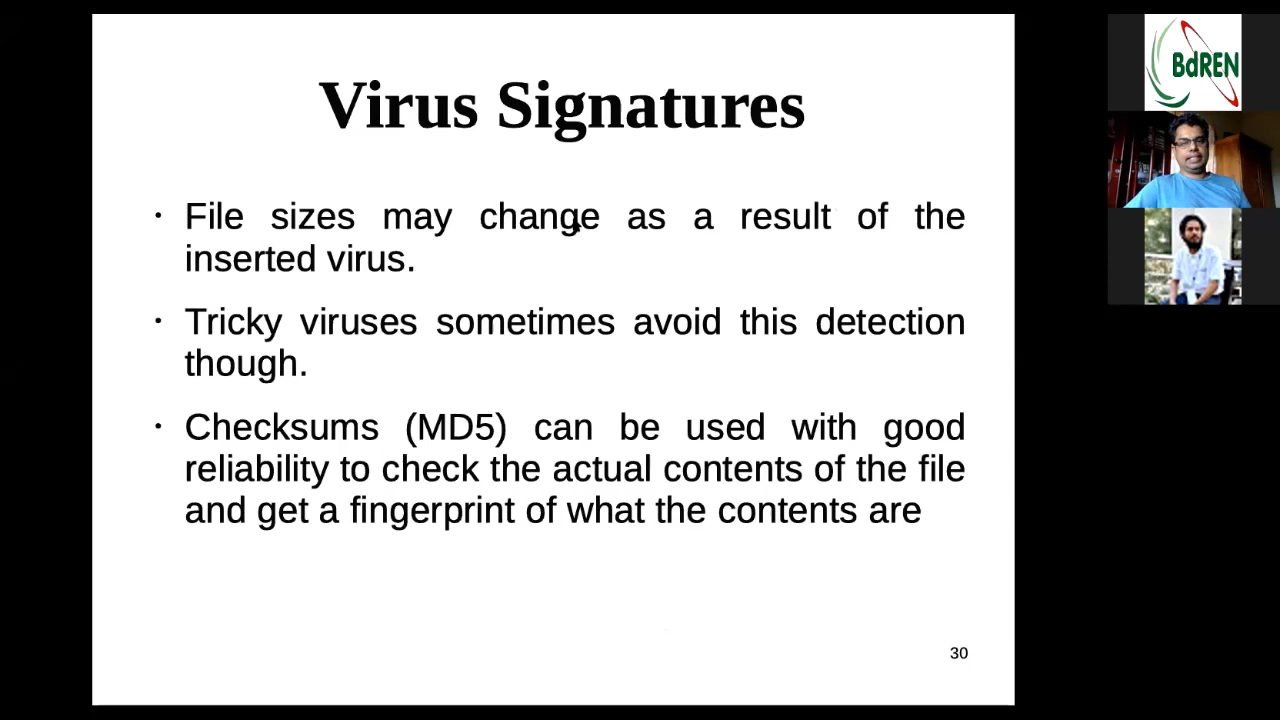 Virus Signatures
• File sizes may change as a result of the
inserted virus.
• Tricky viruses sometimes avoid this detection
though.
• Checksums (MD5) can be used with good
reliability to check the actual contents of the file
and get a fingerprint of what the contents are
30
BdREN